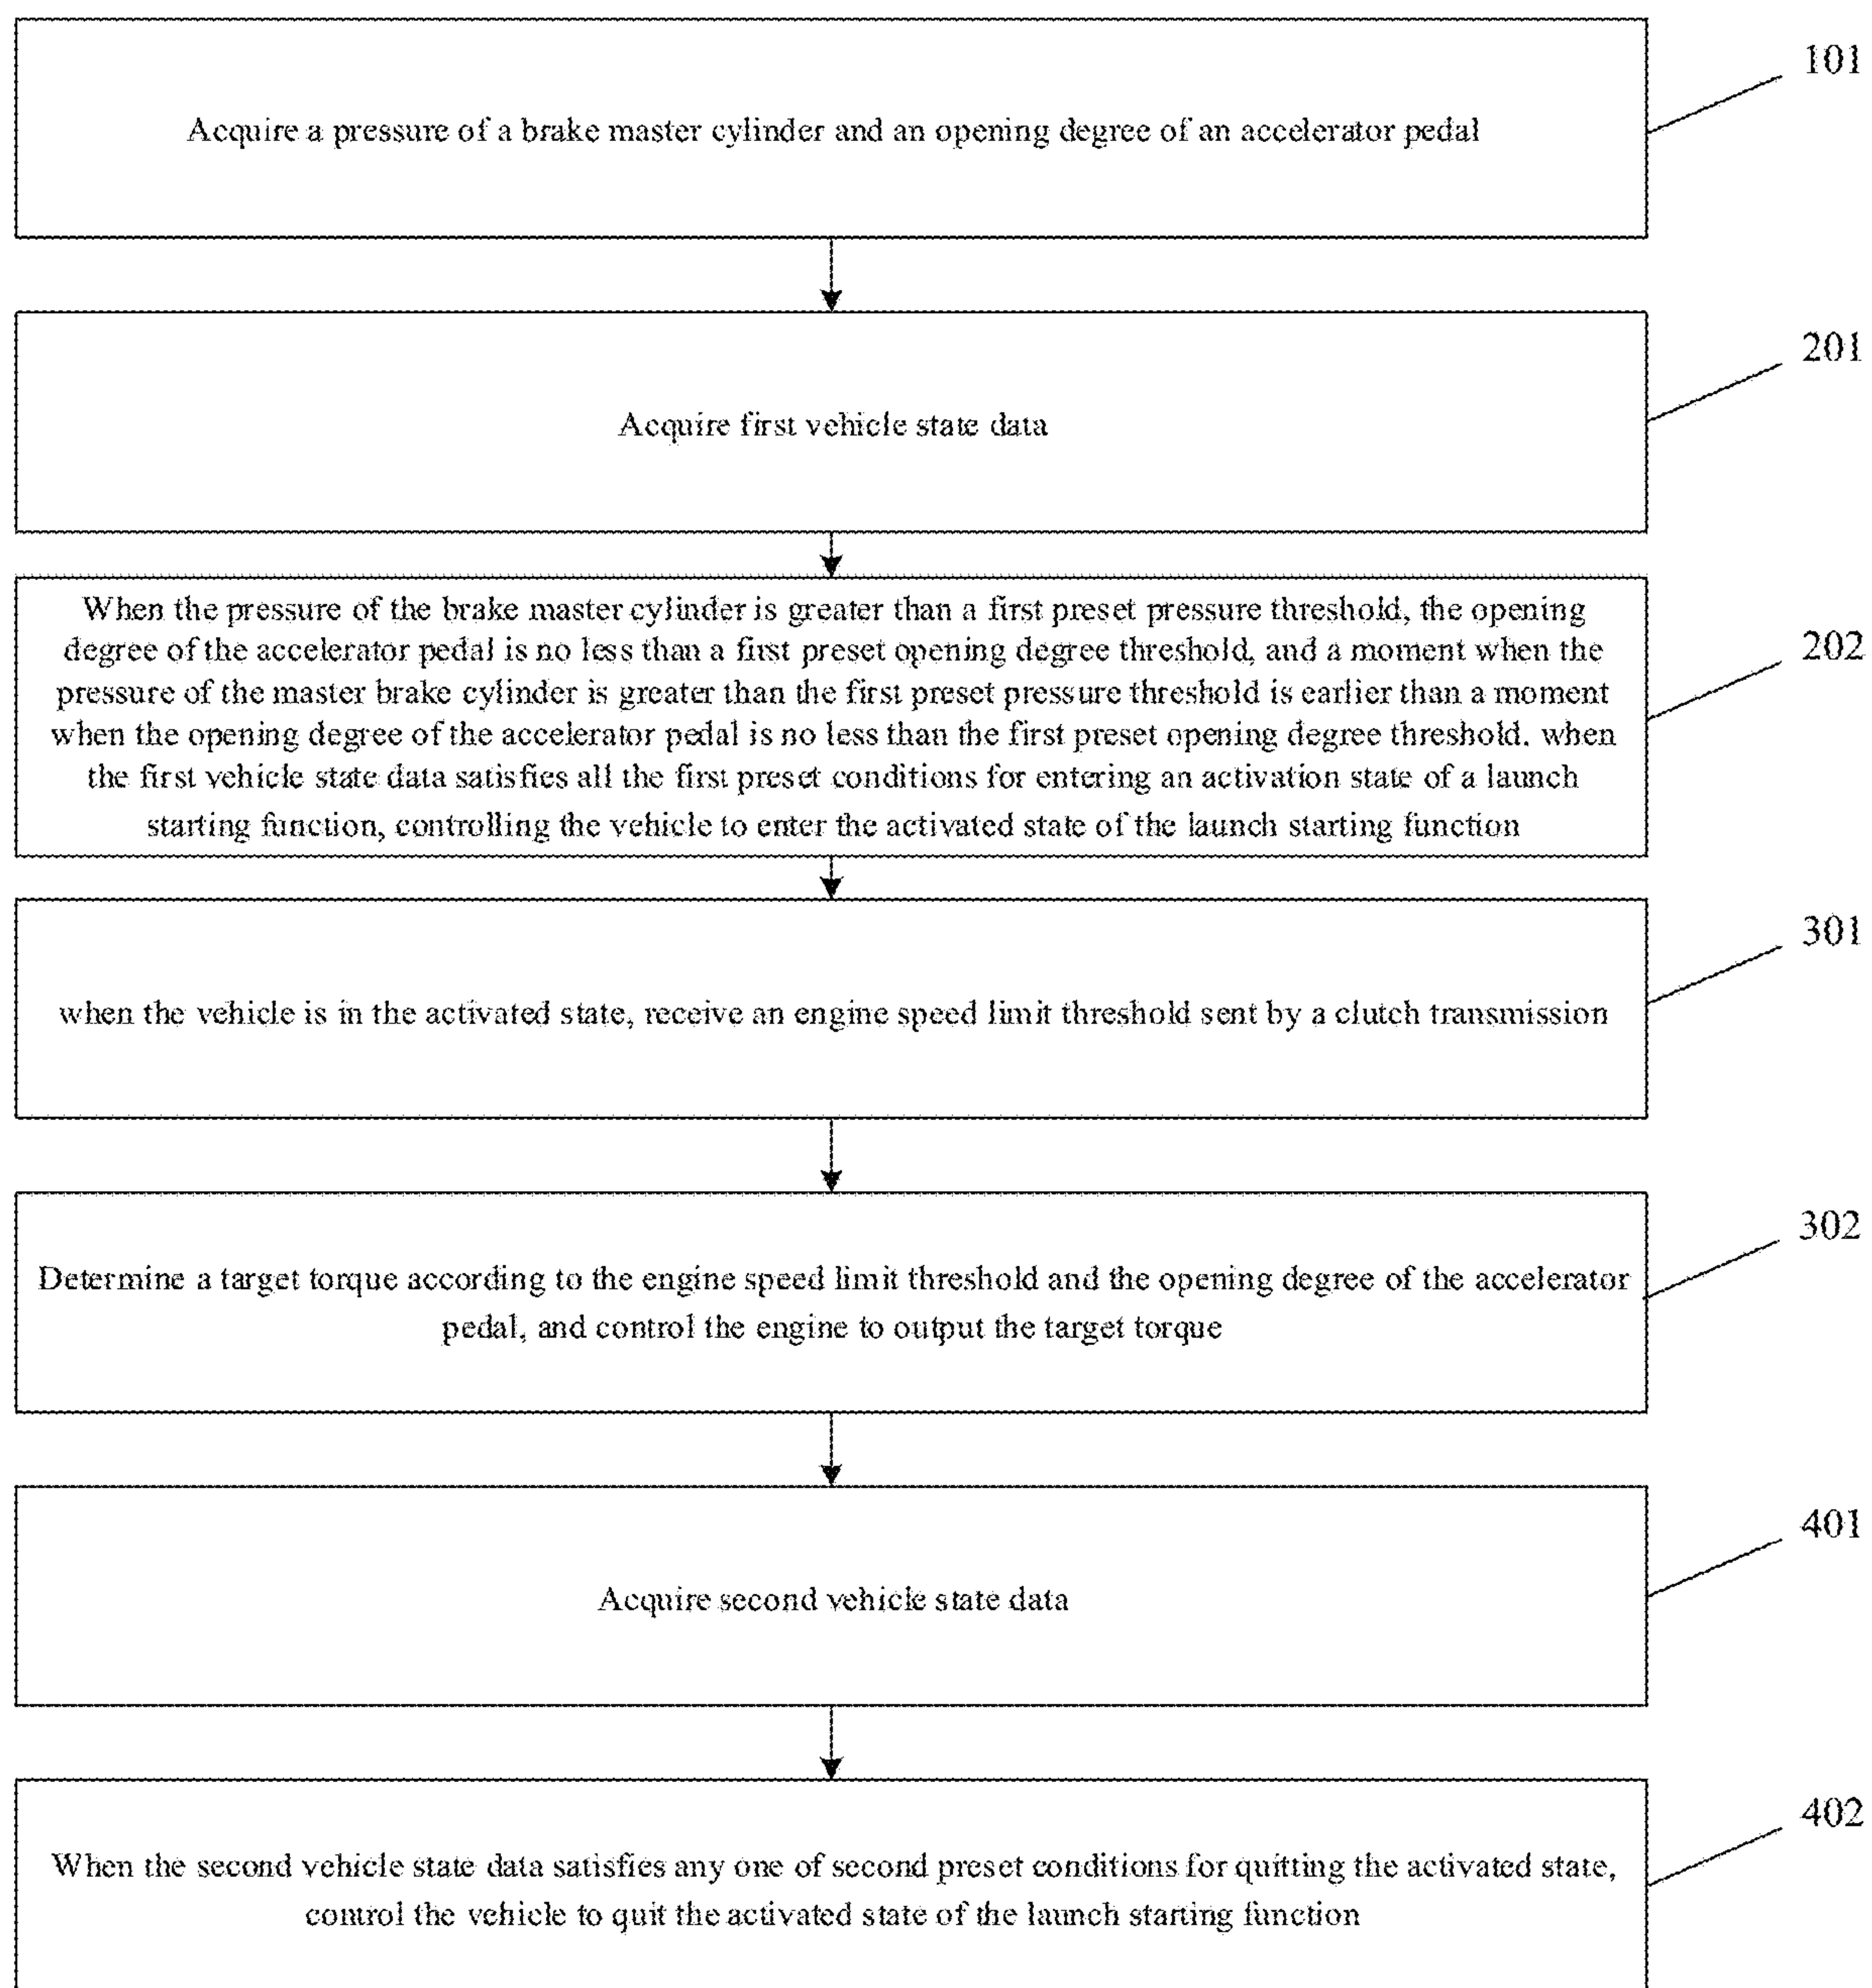 101
Acquire a pressure of a brake master cylinder and an opening degree of an accelerator pedal
201
Acquire first vehicle state data
202
When the pressure of the brake master cylinder is greater than a first preset pressure threshold, the opening
degree of the accelerator pedal is no less than a first preset opening degree threshold, and a moment when the
pressure of the master brake cylinder is greater than the first preset pressure threshold is earlier than a moment
when the opening degree of the accelerator pedal is no less than the first preset opening degree threshold. when
the first vehicle state data satisfies all the first preset conditions for entering an activation state of a launch
starting function, controlling the vehicle to enter the activated state of the launch starting function
301
when the vehicle is in the activated state, receive an engine speed limit threshold sent by a clutch transmission
302
Determine a target torque according to the engine speed limit threshold and the opening degree of the accelerator
pedal, and control the engine to output the target torque
401
Acquire second vehicle state data
402
When the second vehicle state data satisfies any one of second preset conditions for quitting the activated state,
control the vehicle to quit the activated state of the launch starting function